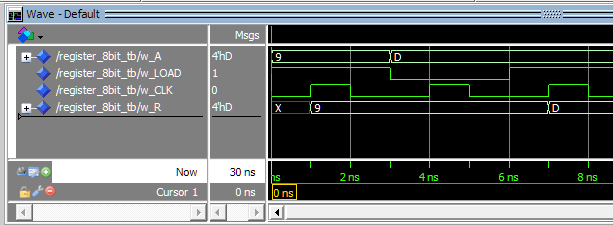 Wave - Default
Msgs
/register_8bit_tb/w_A 4'hD 9 D
/register_8bit_tb/w_LOAD 1
/register_8bit_tb/w_CLK 0
/register_8bit_tb/w_R 4'hD X 9 D
Now 30 ns ns 2 ns 4 ns 6 ns 8 ns
Cursor 1 0 ns 0 ns